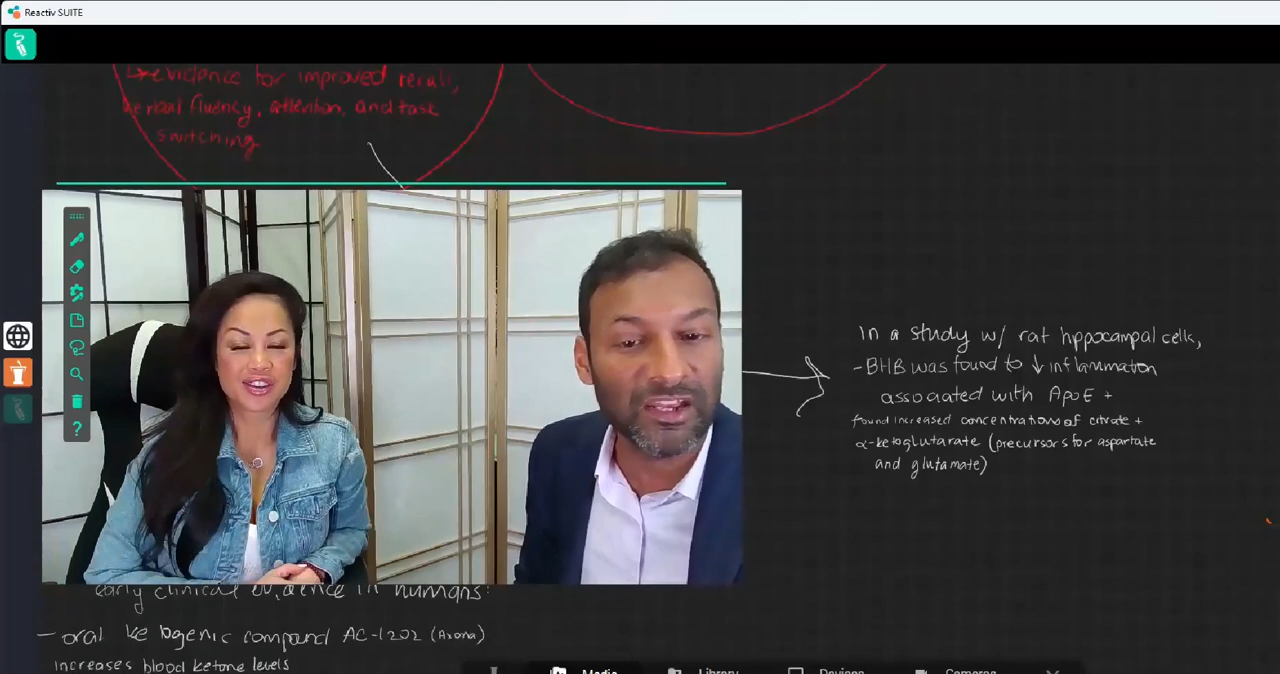 Reactiv SUITE
↳evidence for improved recall,
verbal fluency, attention, and task
switching
In a study w/ rat hppocampal cells,
-BHB was found to ↓ inflammation
associated with ApoE +
found increased concentrations of citrate +
α-ketoglutarate (precursors for aspartate
and glutamate)
early clinical evidence in humans:
- oral ketogenic compound AC-1202 (Axona)
increases blood ketone levels
Media Library Devices Cameras